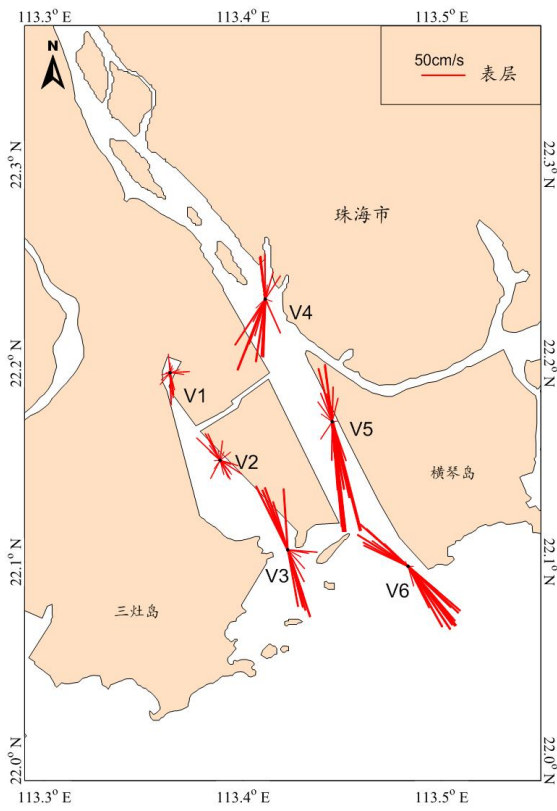 113.3° E 113.4° E 113.5° E
N
50cm/s
表层
22.3° N 22.3° N
珠海市
V4
22.2° N 22.2° N
V1
V5
V2
横琴岛
22.1° N 22.1° N
V3
V6
三灶岛
22.0° N 22.0° N
113.3° E 113.4° E 113.5° E